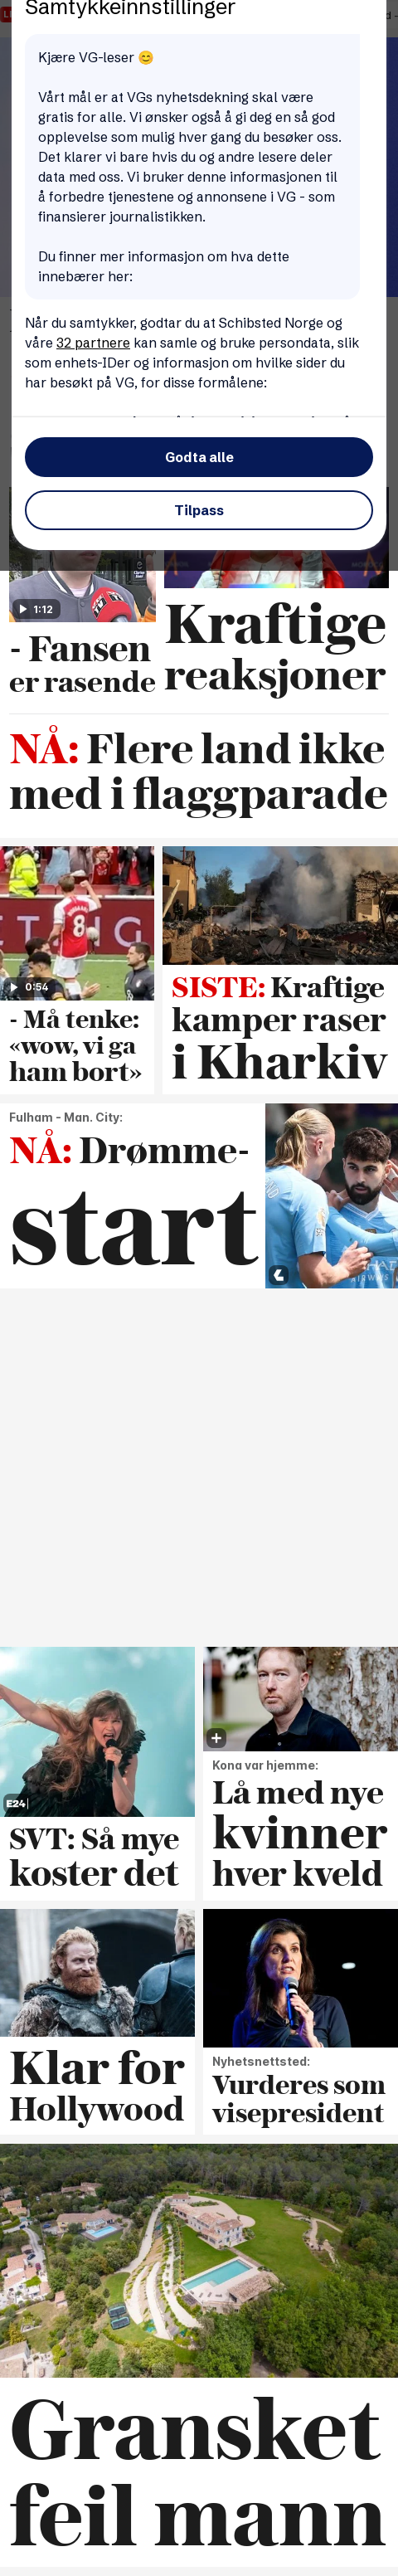 Samtykkeinnstillinger
Kjære VG-leser 😊
Vårt mål er at VGs nyhetsdekning skal være
gratis for alle. Vi ønsker også å gi deg en så god
opplevelse som mulig hver gang du besøker oss.
Det klarer vi bare hvis du og andre lesere deler
data med oss. Vi bruker denne informasjonen til
å forbedre tjenestene og annonsene i VG - som
finansierer journalistikken.
Du finner mer informasjon om hva dette
innebærer her:
Når du samtykker, godtar du at Schibsted Norge og
våre 32 partnere kan samle og bruke persondata, slik
som enhets-IDer og informasjon om hvilke sider du
har besøkt på VG, for disse formålene:
Godta alle
Tilpass
1:12
- Fansen
er rasende
Kraftige
reaksjoner
NÅ: Flere land ikke
med i flaggparade
0:54
- Må tenke:
«wow, vi ga
ham bort»
SISTE: Kraftige
kamper raser
i Kharkiv
Fulham - Man. City:
NÅ: Drømme-
start
E24
SVT: Så mye
koster det
Kona var hjemme:
Lå med nye
kvinner
hver kveld
Klar for
Hollywood
Nyhetsnettsted:
Vurderes som
visepresident
Gransket
feil mann